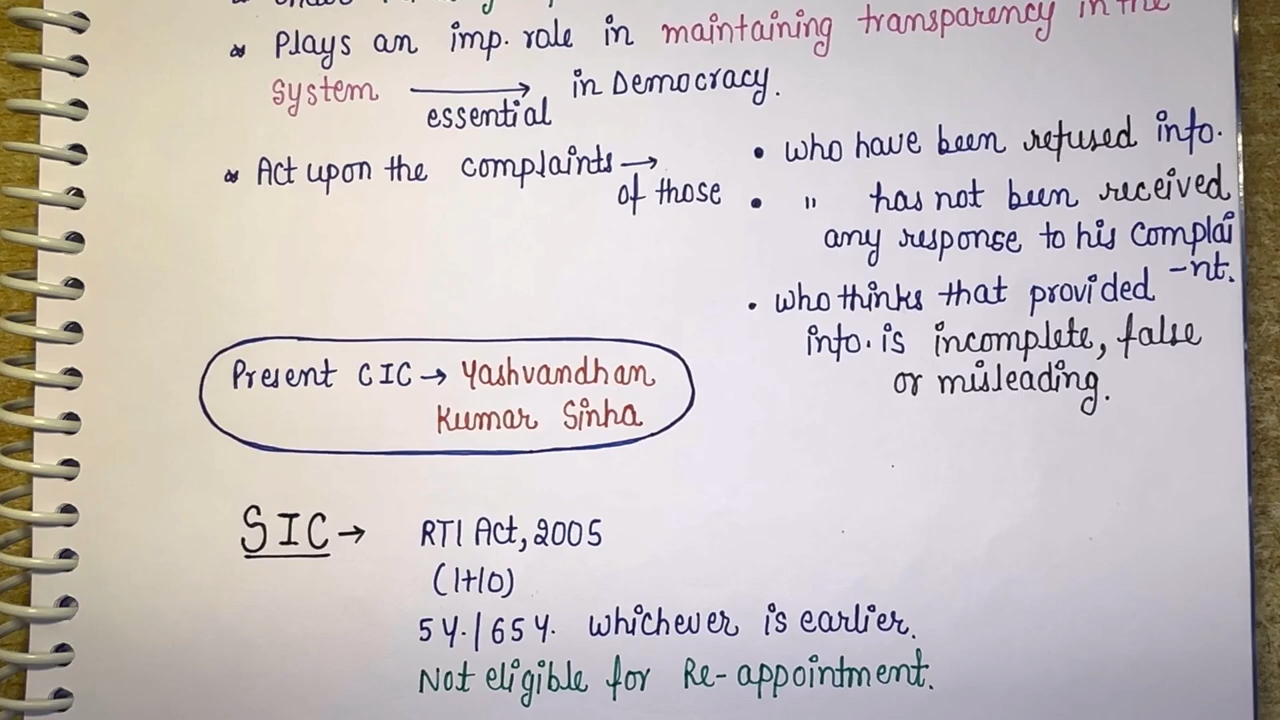 * Plays an imp. role in maintaining transparency in the
system → in Democracy.
essential
* Act upon the complaints →
of those
• who have been refused info.
• " has not been received
any response to his complai
-nt.
• who thinks that provided
info. is incomplete, false
or misleading.
Present CIC → Yashvandhan
Kumar Sinha
SIC → RTI Act, 2005
(1+10)
5 Y. | 65 Y. whichever is earlier.
Not eligible for Re-appointment.